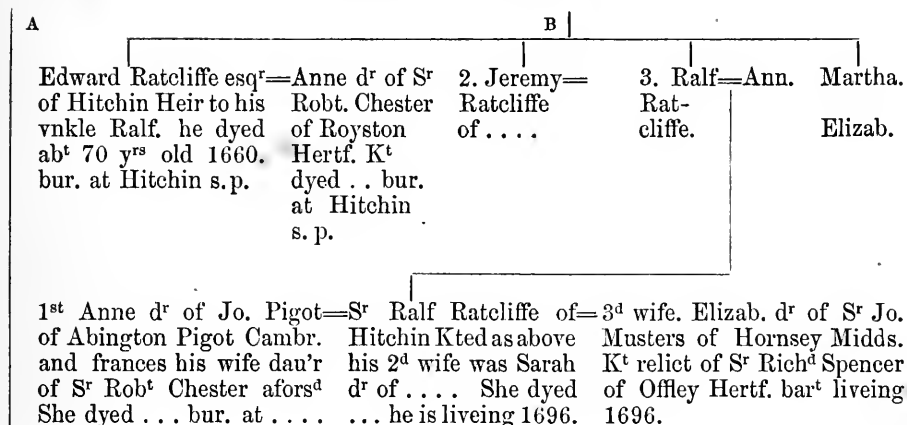 A B
Edward Ratcliffe esqʳ=Anne dʳ of Sʳ 2. Jeremy= 3. Ralf=Ann. Martha.
of Hitchin Heir to his Robt. Chester Ratcliffe Rat-
vnkle Ralf. he dyed of Royston of . . . . cliffe. Elizab.
abᵗ 70 yʳˢ old 1660. Hertf. Kᵗ
bur. at Hitchin s.p. dyed . . bur.
at Hitchin
s. p.
1ˢᵗ Anne dʳ of Jo. Pigot=Sʳ Ralf Ratcliffe of=3ᵈ wife. Elizab. dʳ of Sʳ Jo.
of Abington Pigot Cambr. Hitchin Kted as above Musters of Hornsey Midds.
and frances his wife dau'r his 2ᵈ wife was Sarah Kᵗ relict of Sʳ Richᵈ Spencer
of Sʳ Robᵗ Chester aforsᵈ dʳ of . . . . She dyed of Offley Hertf. barᵗ liveing
She dyed . . . bur. at . . . . . . . he is liveing 1696. 1696.